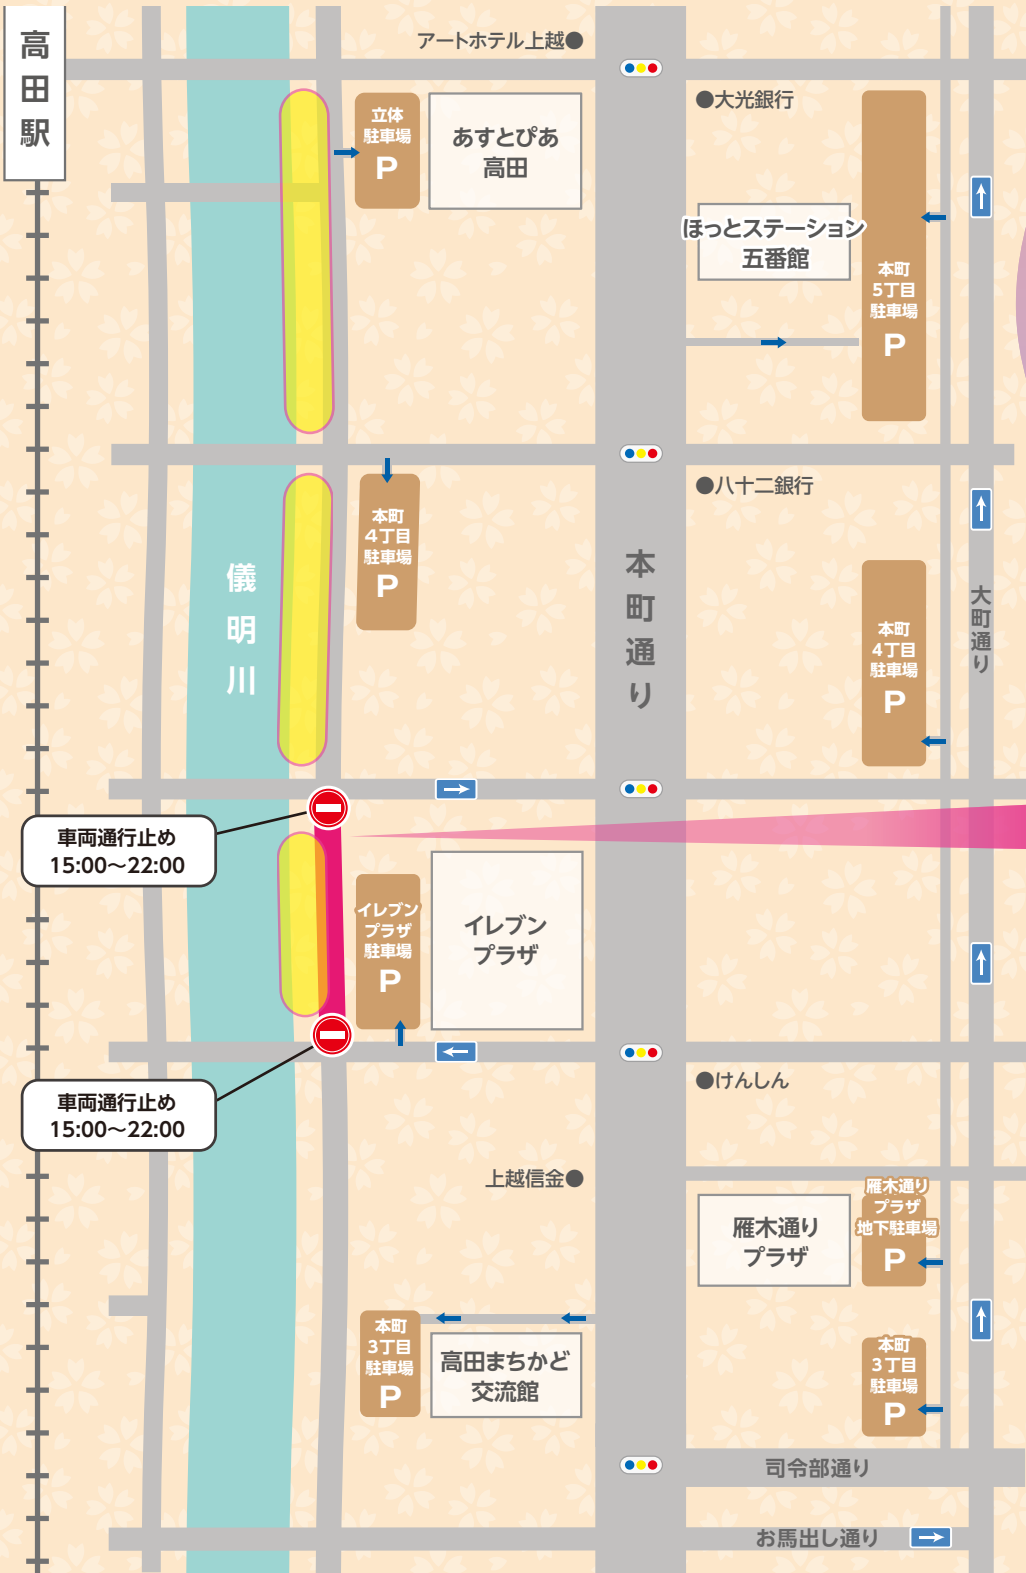 高田駅
アートホテル上越●
●大光銀行
立体
駐車場
P
あすとぴあ
高田
ほっとステーション
五番館
本町
5丁目
駐車場
P
●八十二銀行
本町
4丁目
駐車場
P
儀明川
本町通り
大町通り
本町
4丁目
駐車場
P
車両通行止め
15:00〜22:00
イレブン
プラザ
駐車場
P
イレブン
プラザ
車両通行止め
15:00〜22:00
●けんしん
上越信金●
雁木通り
プラザ
雁木通り
プラザ
地下駐車場
P
本町
3丁目
駐車場
P
高田まちかど
交流館
本町
3丁目
駐車場
P
司令部通り
お馬出し通り